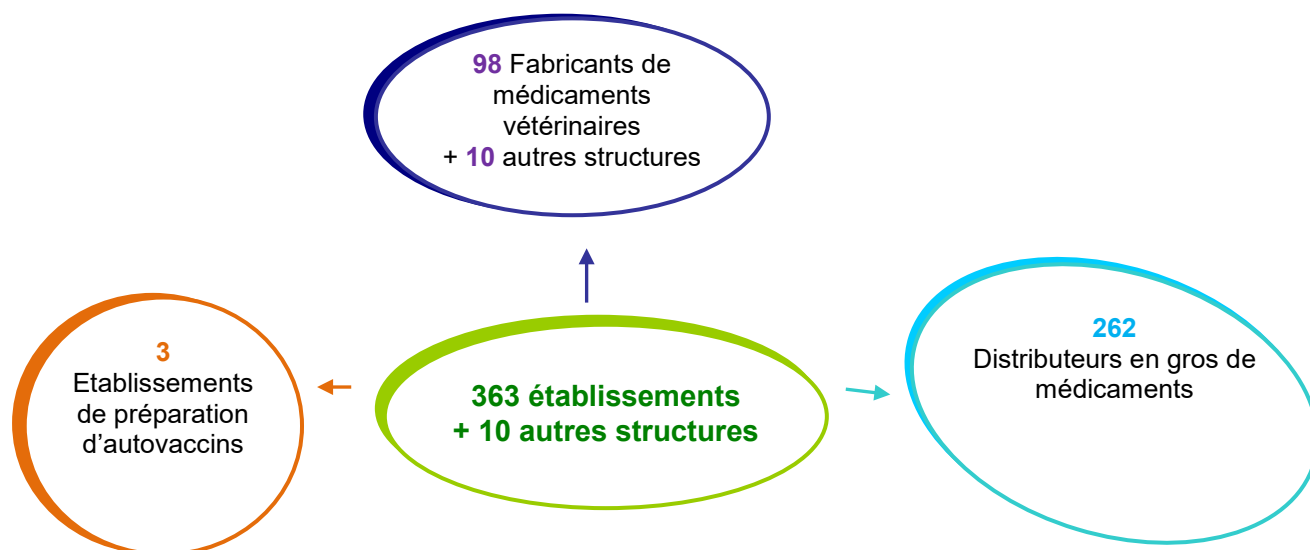 98 Fabricants de
médicaments
vétérinaires
+ 10 autres structures
3
Etablissements
de préparation
d’autovaccins
363 établissements
+ 10 autres structures
262
Distributeurs en gros de
médicaments